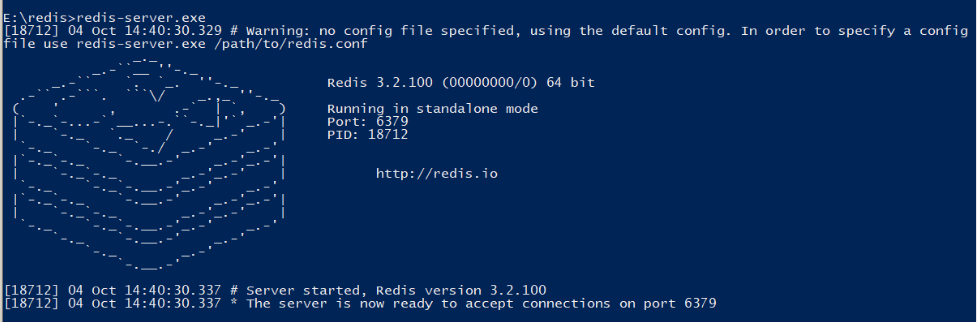 E:\redis>redis-server.exe
[18712] 04 Oct 14:40:30.329 # Warning: no config file specified, using the default config. In order to specify a config
file use redis-server.exe /path/to/redis.conf
Redis 3.2.100 (00000000/0) 64 bit
Running in standalone mode
Port: 6379
PID: 18712
http://redis.io
[18712] 04 Oct 14:40:30.337 # Server started, Redis version 3.2.100
[18712] 04 Oct 14:40:30.337 * The server is now ready to accept connections on port 6379